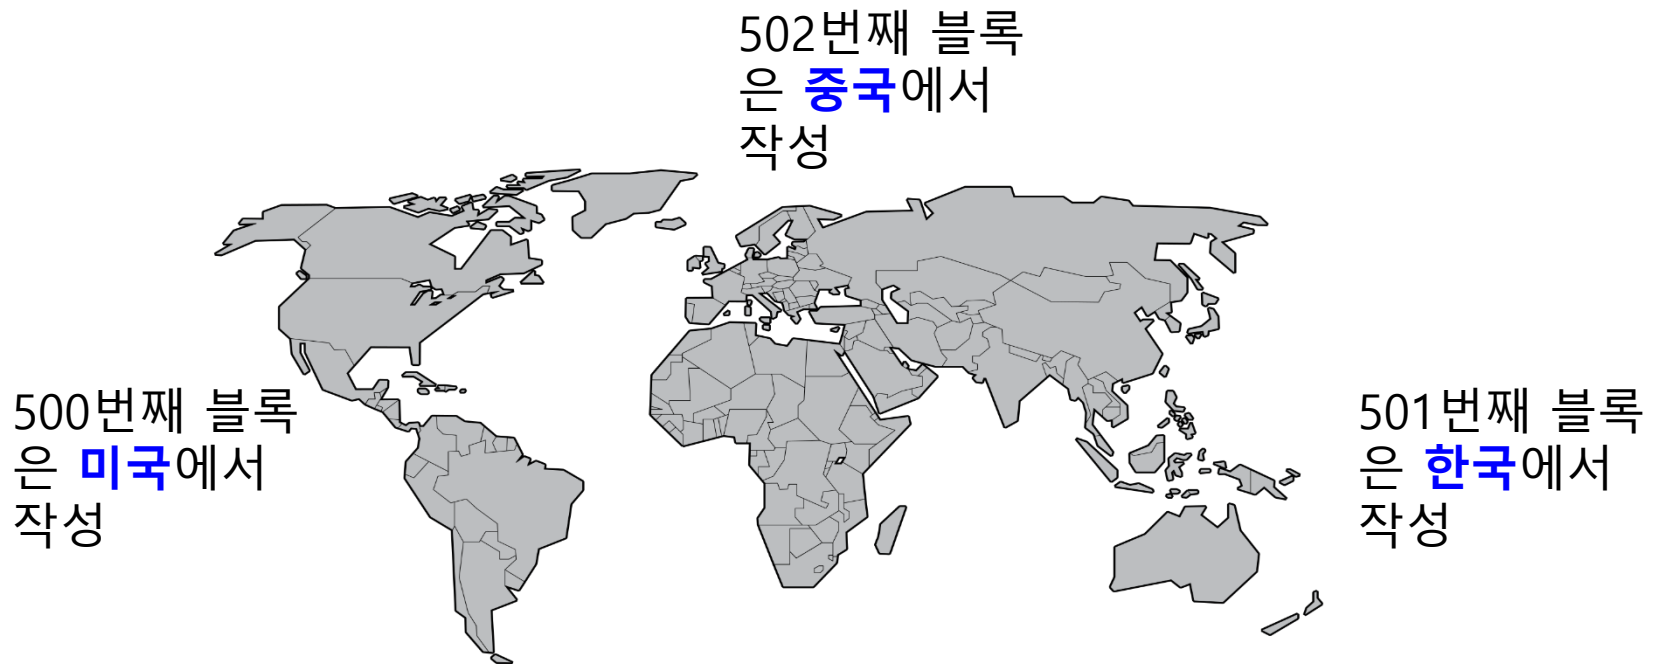 502번째 블록
은 중국에서
작성
500번째 블록
은 미국에서
작성
501번째 블록
은 한국에서
작성